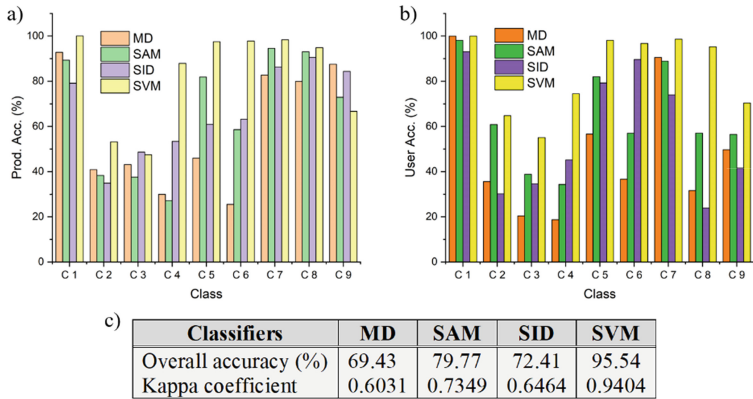 a)
Prod. Acc. (%)
100
80
60
40
20
0
MD
SAM
SID
SVM
C 1 C 2 C 3 C 4 C 5 C 6 C 7 C 8 C 9
Class
b)
User Acc. (%)
100
80
60
40
20
0
MD
SAM
SID
SVM
C 1 C 2 C 3 C 4 C 5 C 6 C 7 C 8 C 9
Class
c)
Classifiers MD SAM SID SVM
Overall accuracy (%) 69.43 79.77 72.41 95.54
Kappa coefficient 0.6031 0.7349 0.6464 0.9404